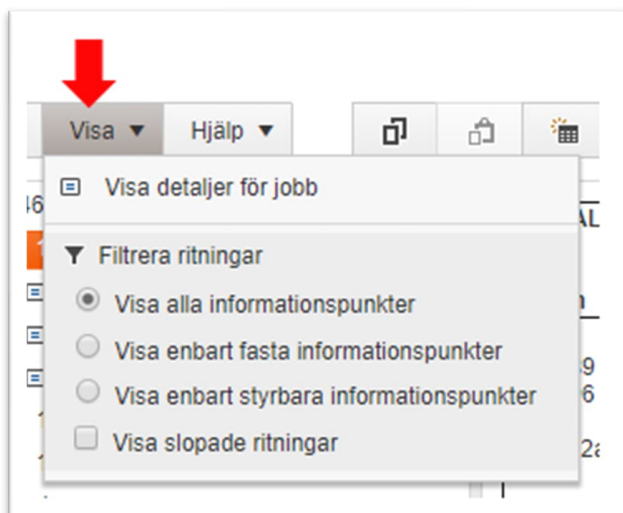 Visa ▼ Hjälp ▼
Visa detaljer för jobb
Filtrera ritningar
Visa alla informationspunkter
Visa enbart fasta informationspunkter
Visa enbart styrbara informationspunkter
Visa slopade ritningar